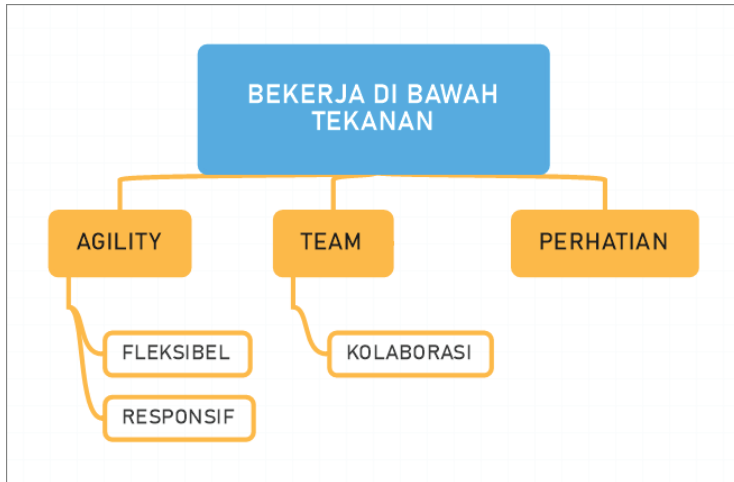 BEKERJA DI BAWAH
TEKANAN
AGILITY
TEAM
PERHATIAN
FLEKSIBEL
KOLABORASI
RESPONSIF